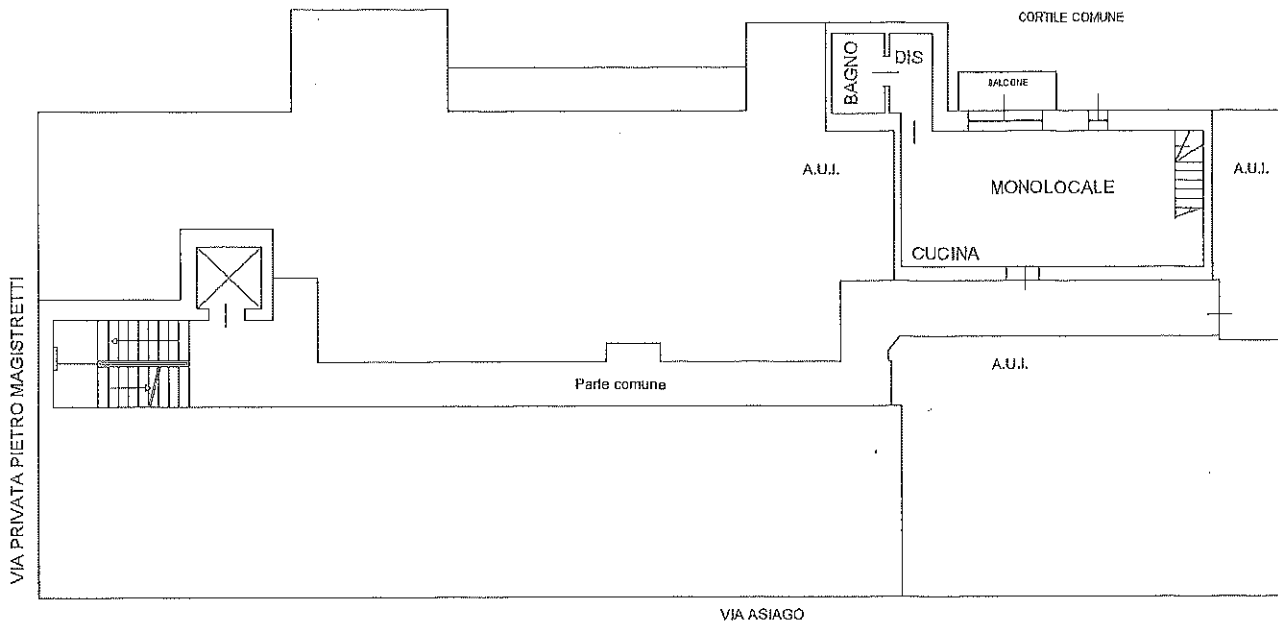 CORTILE COMUNE
BAGNO
DIS
BALCONE
A.U.I.
MONOLOCALE
A.U.I.
CUCINA
VIA PRIVATA PIETRO MAGISTRETTI
A.U.I.
Parte comune
VIA ASIAGO